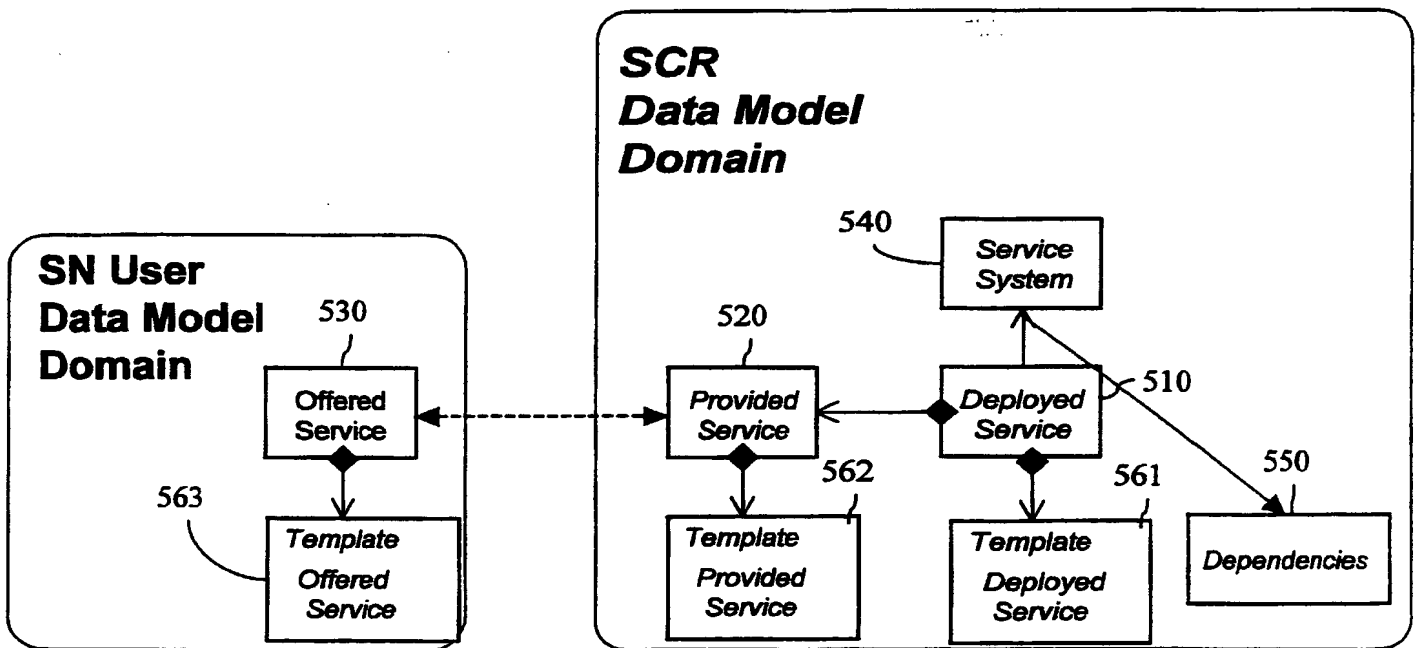 SCR
Data Model
Domain
540
Service
System
SN User
Data Model
Domain
530
520
510
Offered
Service
Provided
Service
Deployed
Service
563
562
561
550
Template
Offered
Service
Template
Provided
Service
Template
Deployed
Service
Dependencies